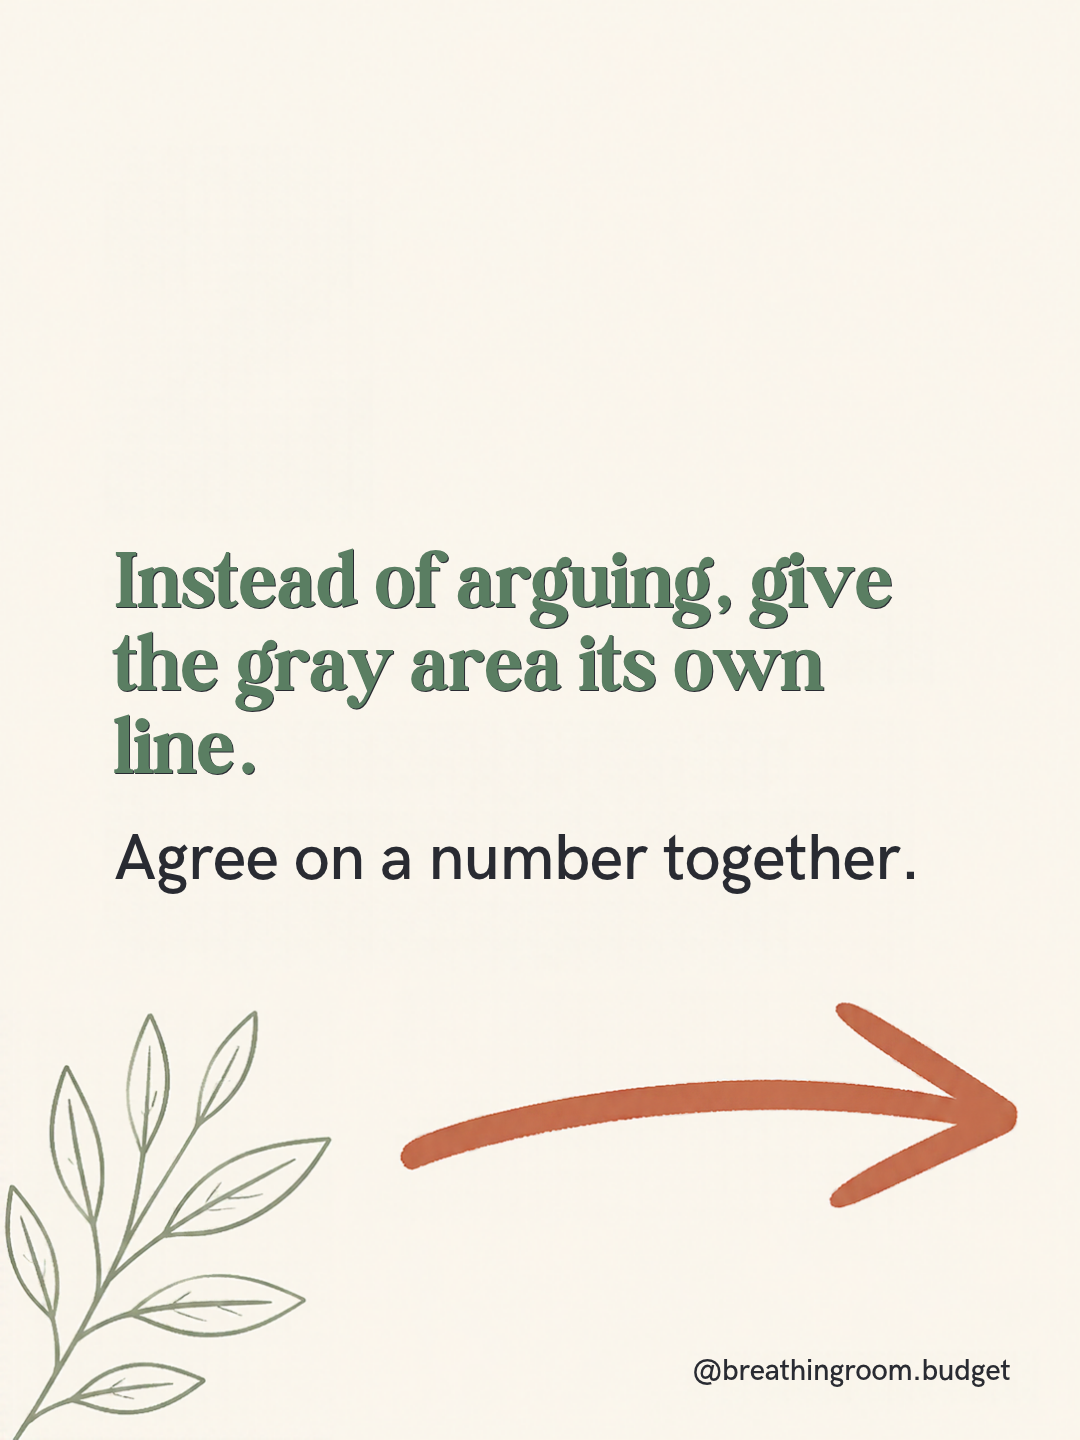 Instead of arguing, give
the gray area its own
line.
Agree on a number together.
@breathingroom.budget